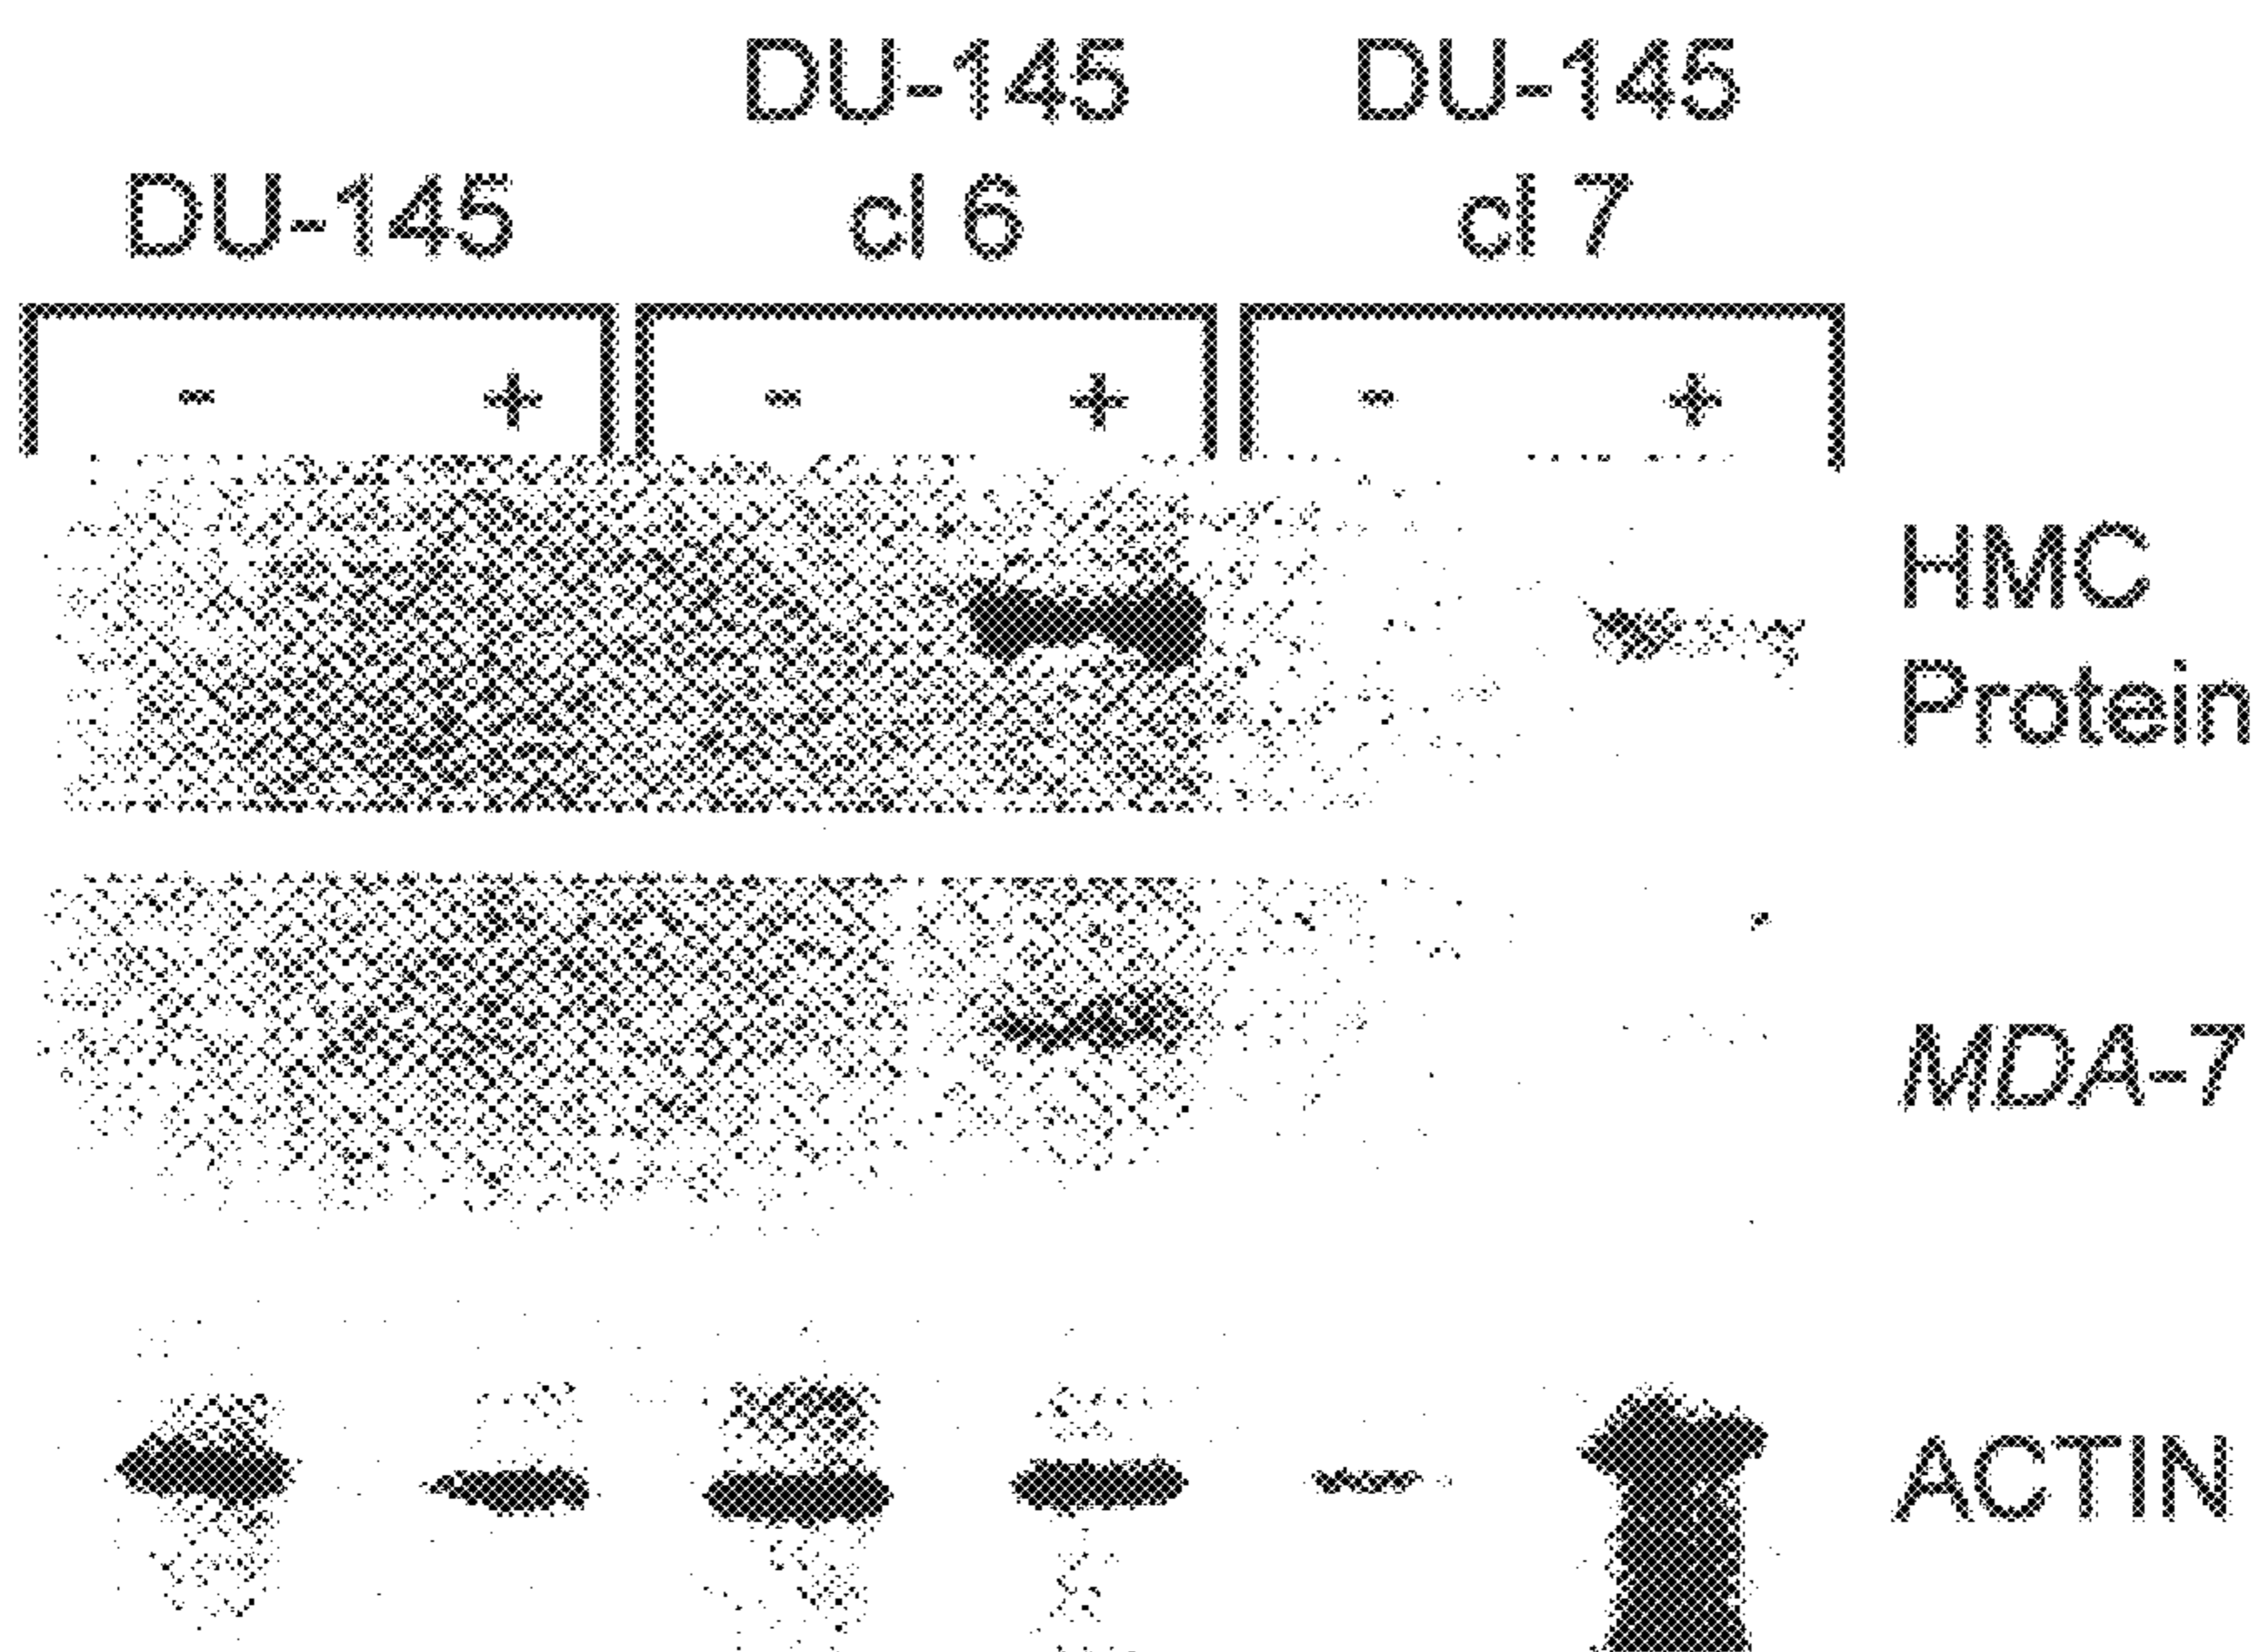 DU-145
DU-145
DU-145
cl 6
cl 7
- + - + - +
HMC
Protein
MDA-7
ACTIN